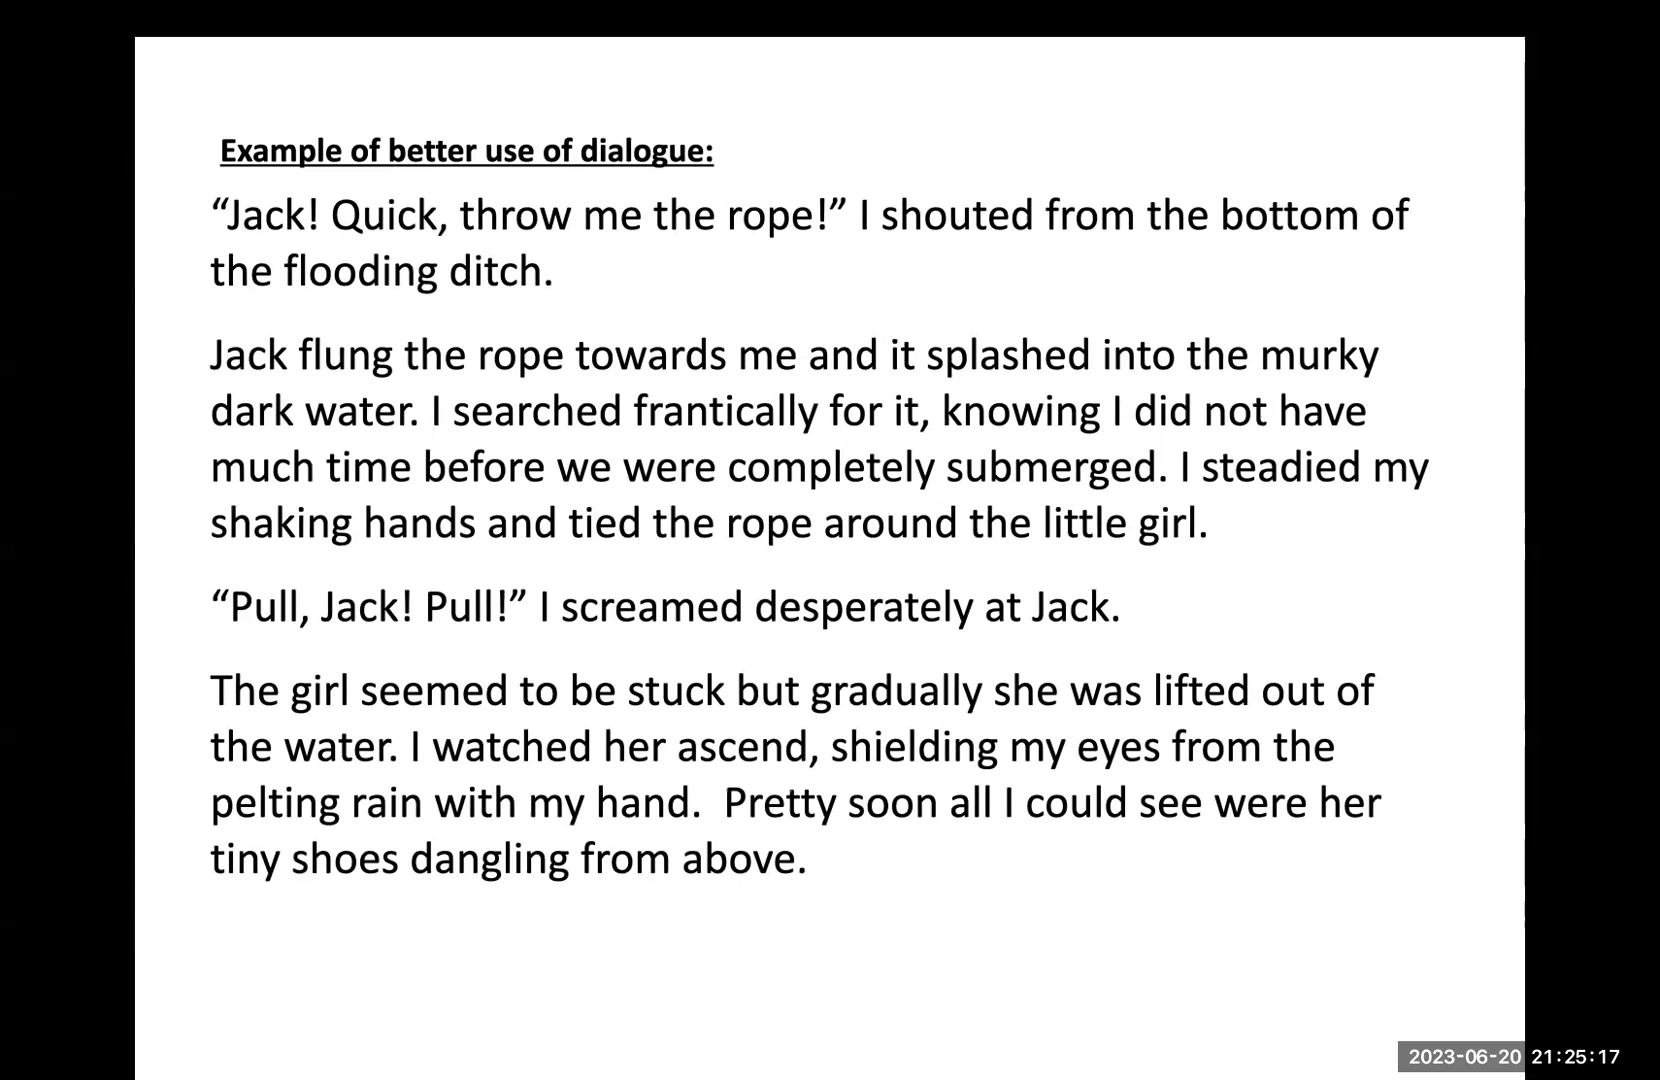 Example of better use of dialogue:
“Jack! Quick, throw me the rope!” I shouted from the bottom of
the flooding ditch.
Jack flung the rope towards me and it splashed into the murky
dark water. I searched frantically for it, knowing I did not have
much time before we were completely submerged. I steadied my
shaking hands and tied the rope around the little girl.
“Pull, Jack! Pull!” I screamed desperately at Jack.
The girl seemed to be stuck but gradually she was lifted out of
the water. I watched her ascend, shielding my eyes from the
pelting rain with my hand.  Pretty soon all I could see were her
tiny shoes dangling from above.
2023-06-20 21:25:17